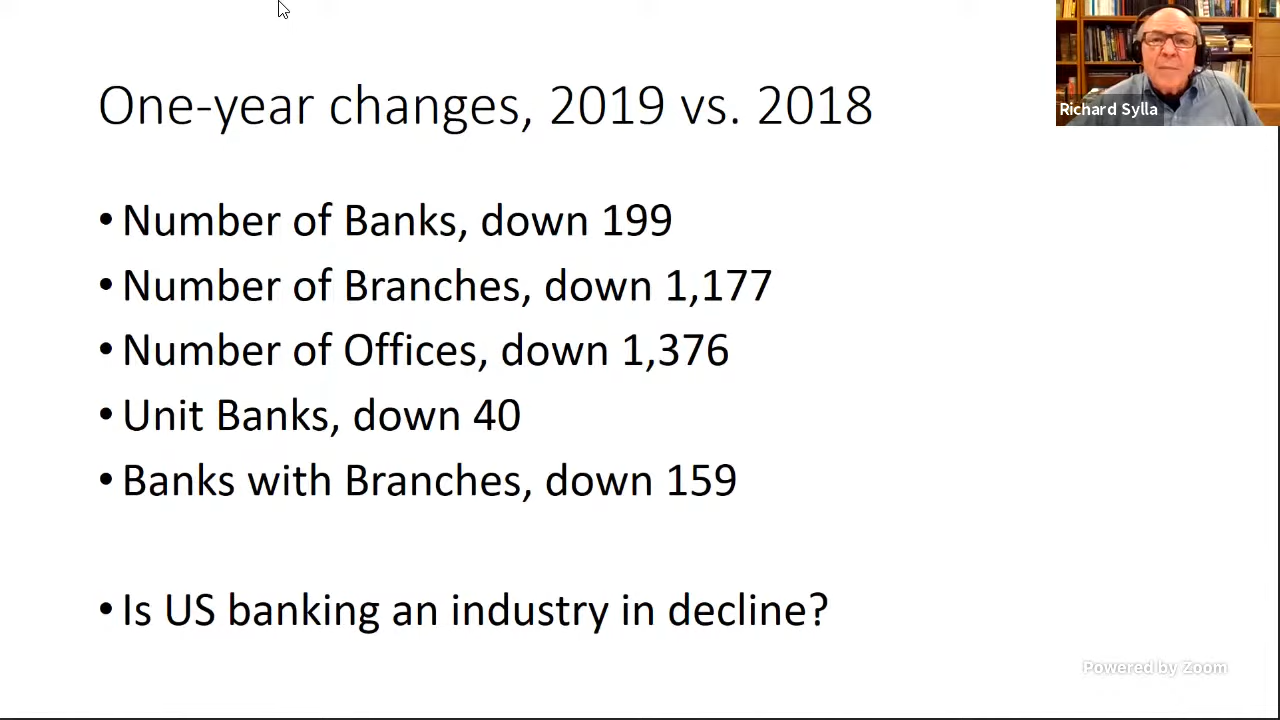 One-year changes, 2019 vs. 2018
Richard Sylla
• Number of Banks, down 199
• Number of Branches, down 1,177
• Number of Offices, down 1,376
• Unit Banks, down 40
• Banks with Branches, down 159
• Is US banking an industry in decline?
Powered by Zoom